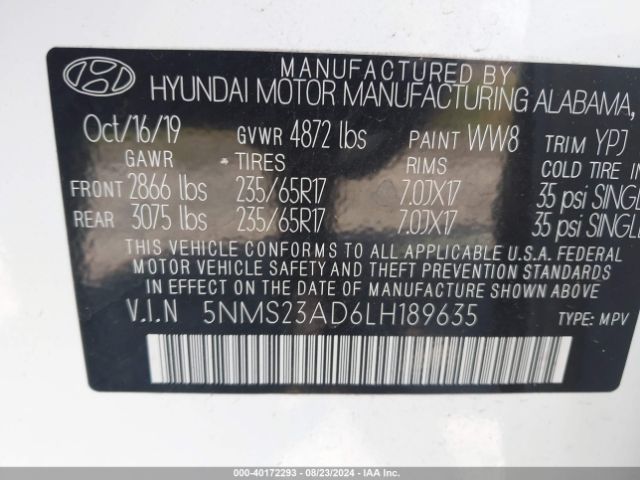 MANUFACTURED BY
HYUNDAI MOTOR MANUFACTURING ALABAMA,
Oct/16/19 GVWR 4872 lbs PAINT WW8 TRIM YPJ
GAWR TIRES RIMS COLD TIRE IN
FRONT 2866 lbs 235/65R17 7.0JX17 35 psi SINGL
REAR 3075 lbs 235/65R17 7.0JX17 35 psi SINGL
THIS VEHICLE CONFORMS TO ALL APPLICABLE U.S.A. FEDERAL
MOTOR VEHICLE SAFETY AND THEFT PREVENTION STANDARDS
IN EFFECT ON THE DATE OF MANUFACTURE SHOWN ABOVE.
V.I.N 5NMS23AD6LH189635 TYPE: MPV
000-40172293 - 08/23/2024 - IAAI.COM